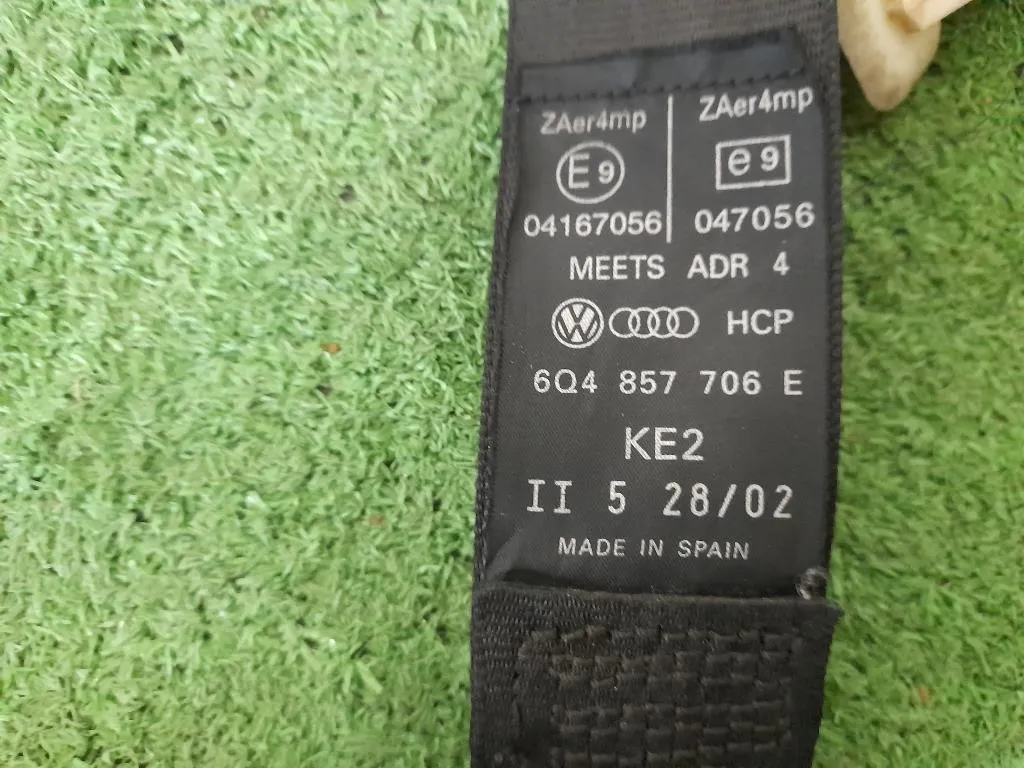 ZAer4mp ZAer4mp
E9 e9
04167056 047056
MEETS ADR 4
VW HCP
6Q4 857 706 E
KE2
II 5 28/02
MADE IN SPAIN